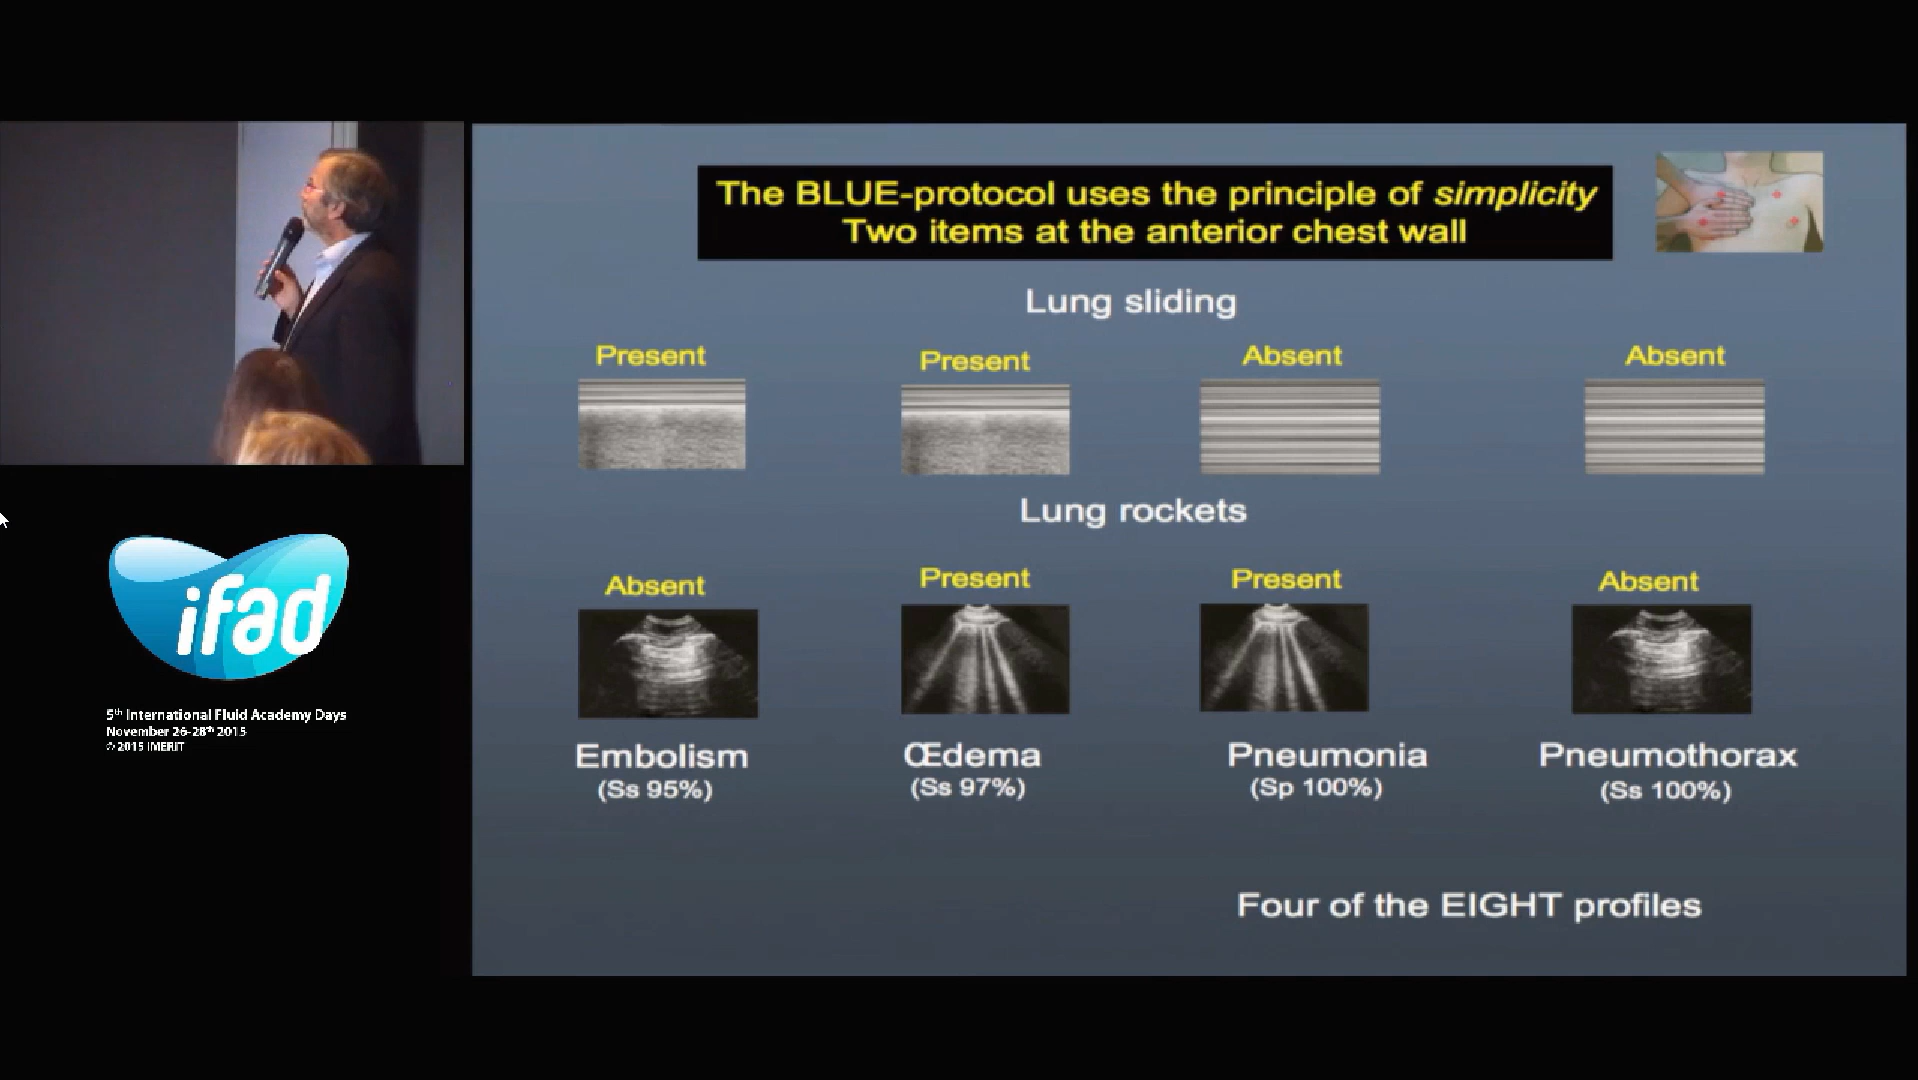 The BLUE-protocol uses the principle of simplicity
Two items at the anterior chest wall
Lung sliding
Present
Present
Absent
Absent
Lung rockets
Absent
Present
Present
Absent
Embolism
Œdema
Pneumonia
Pneumothorax
(Ss 95%)
(Ss 97%)
(Sp 100%)
(Ss 100%)
Four of the EIGHT profiles
ifad
5th International Fluid Academy Days
November 26-28th 2015
© 2015 IMERIT